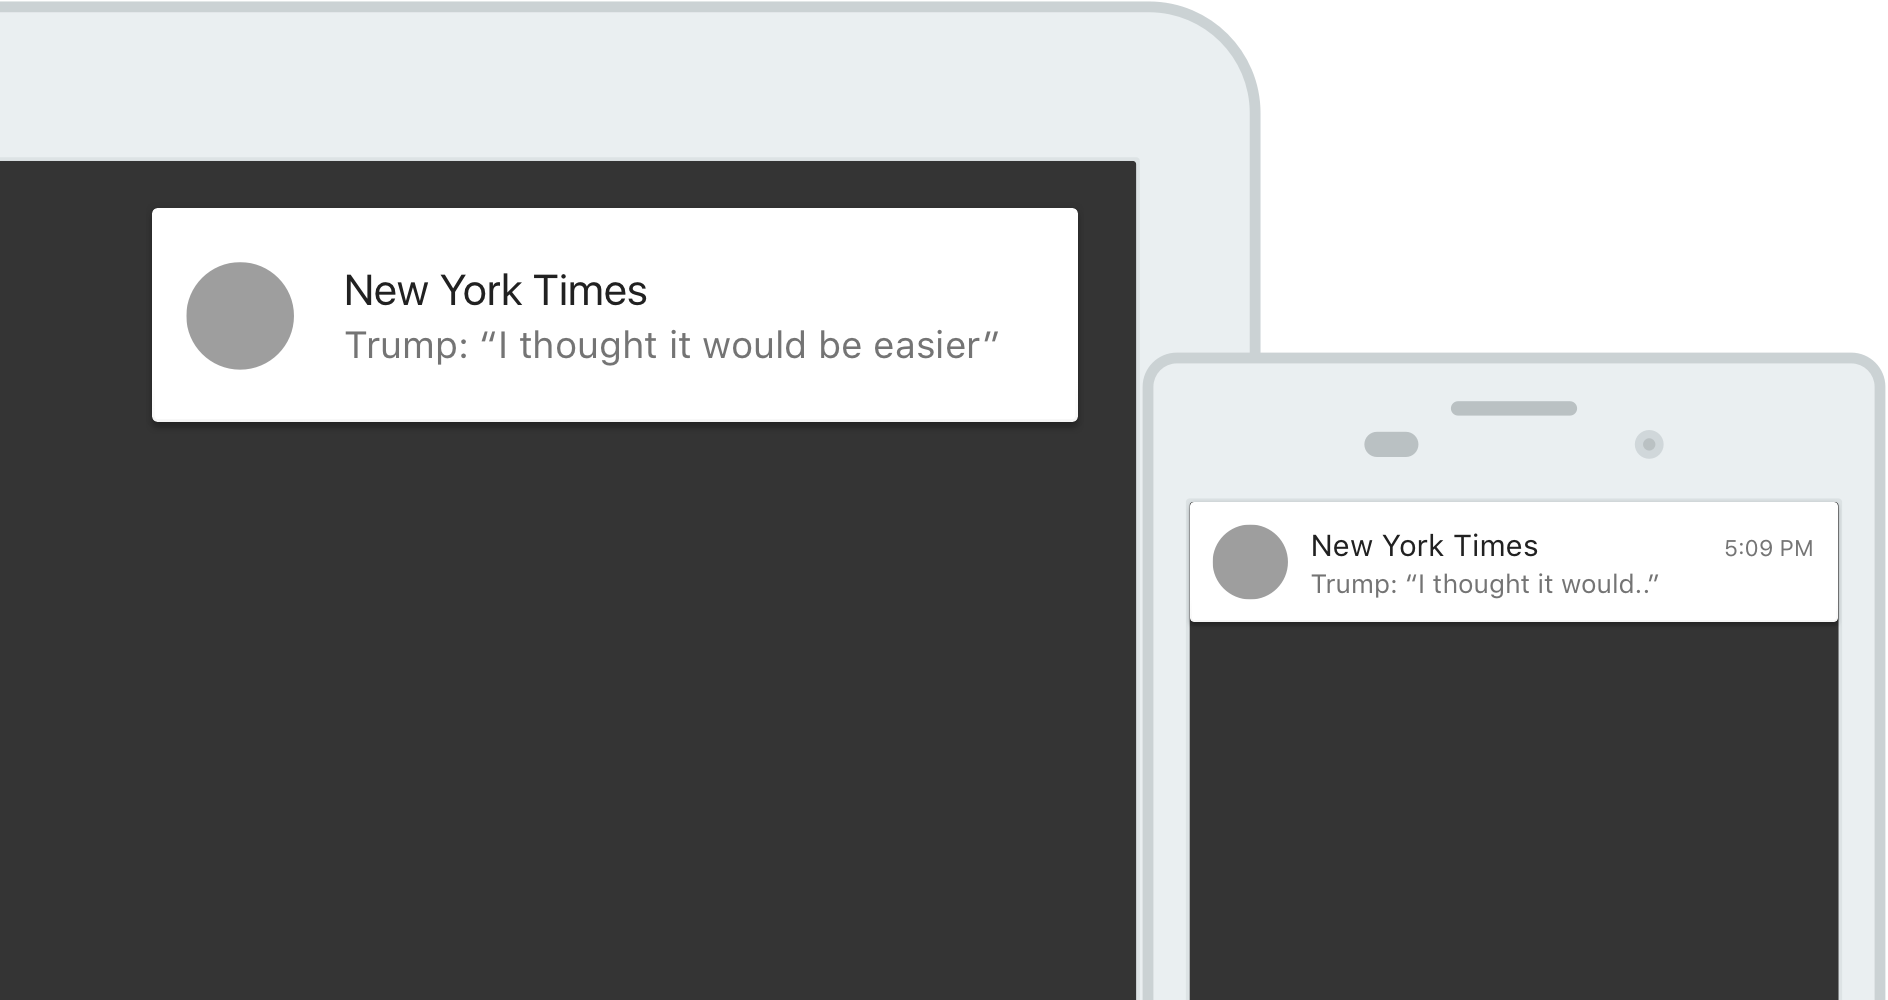 New York Times
Trump: “I thought it would be easier”
New York Times
5:09 PM
Trump: “I thought it would..”